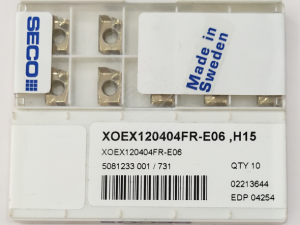 SECO
Made in
Sweden
XOEX120404FR-E06 ,H15
XOEX120404FR-E06
5081233 001 / 731
QTY 10
02213644
EDP 04254